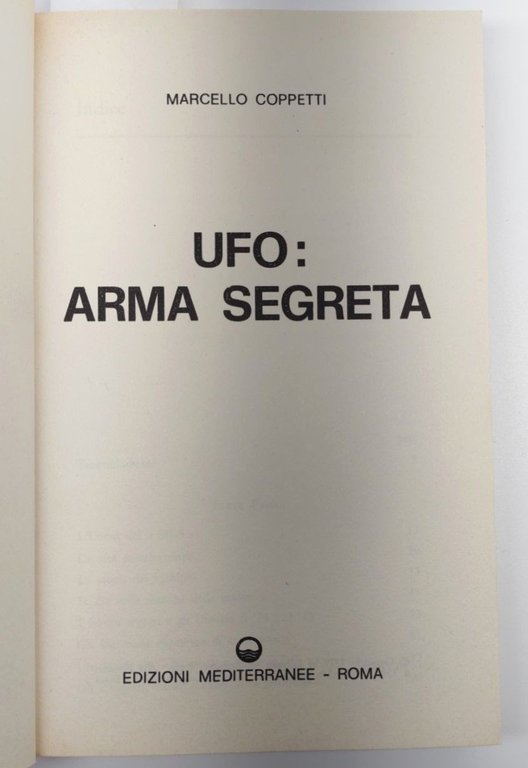 MARCELLO COPPETTI
UFO:
ARMA SEGRETA
EDIZIONI MEDITERRANEE - ROMA